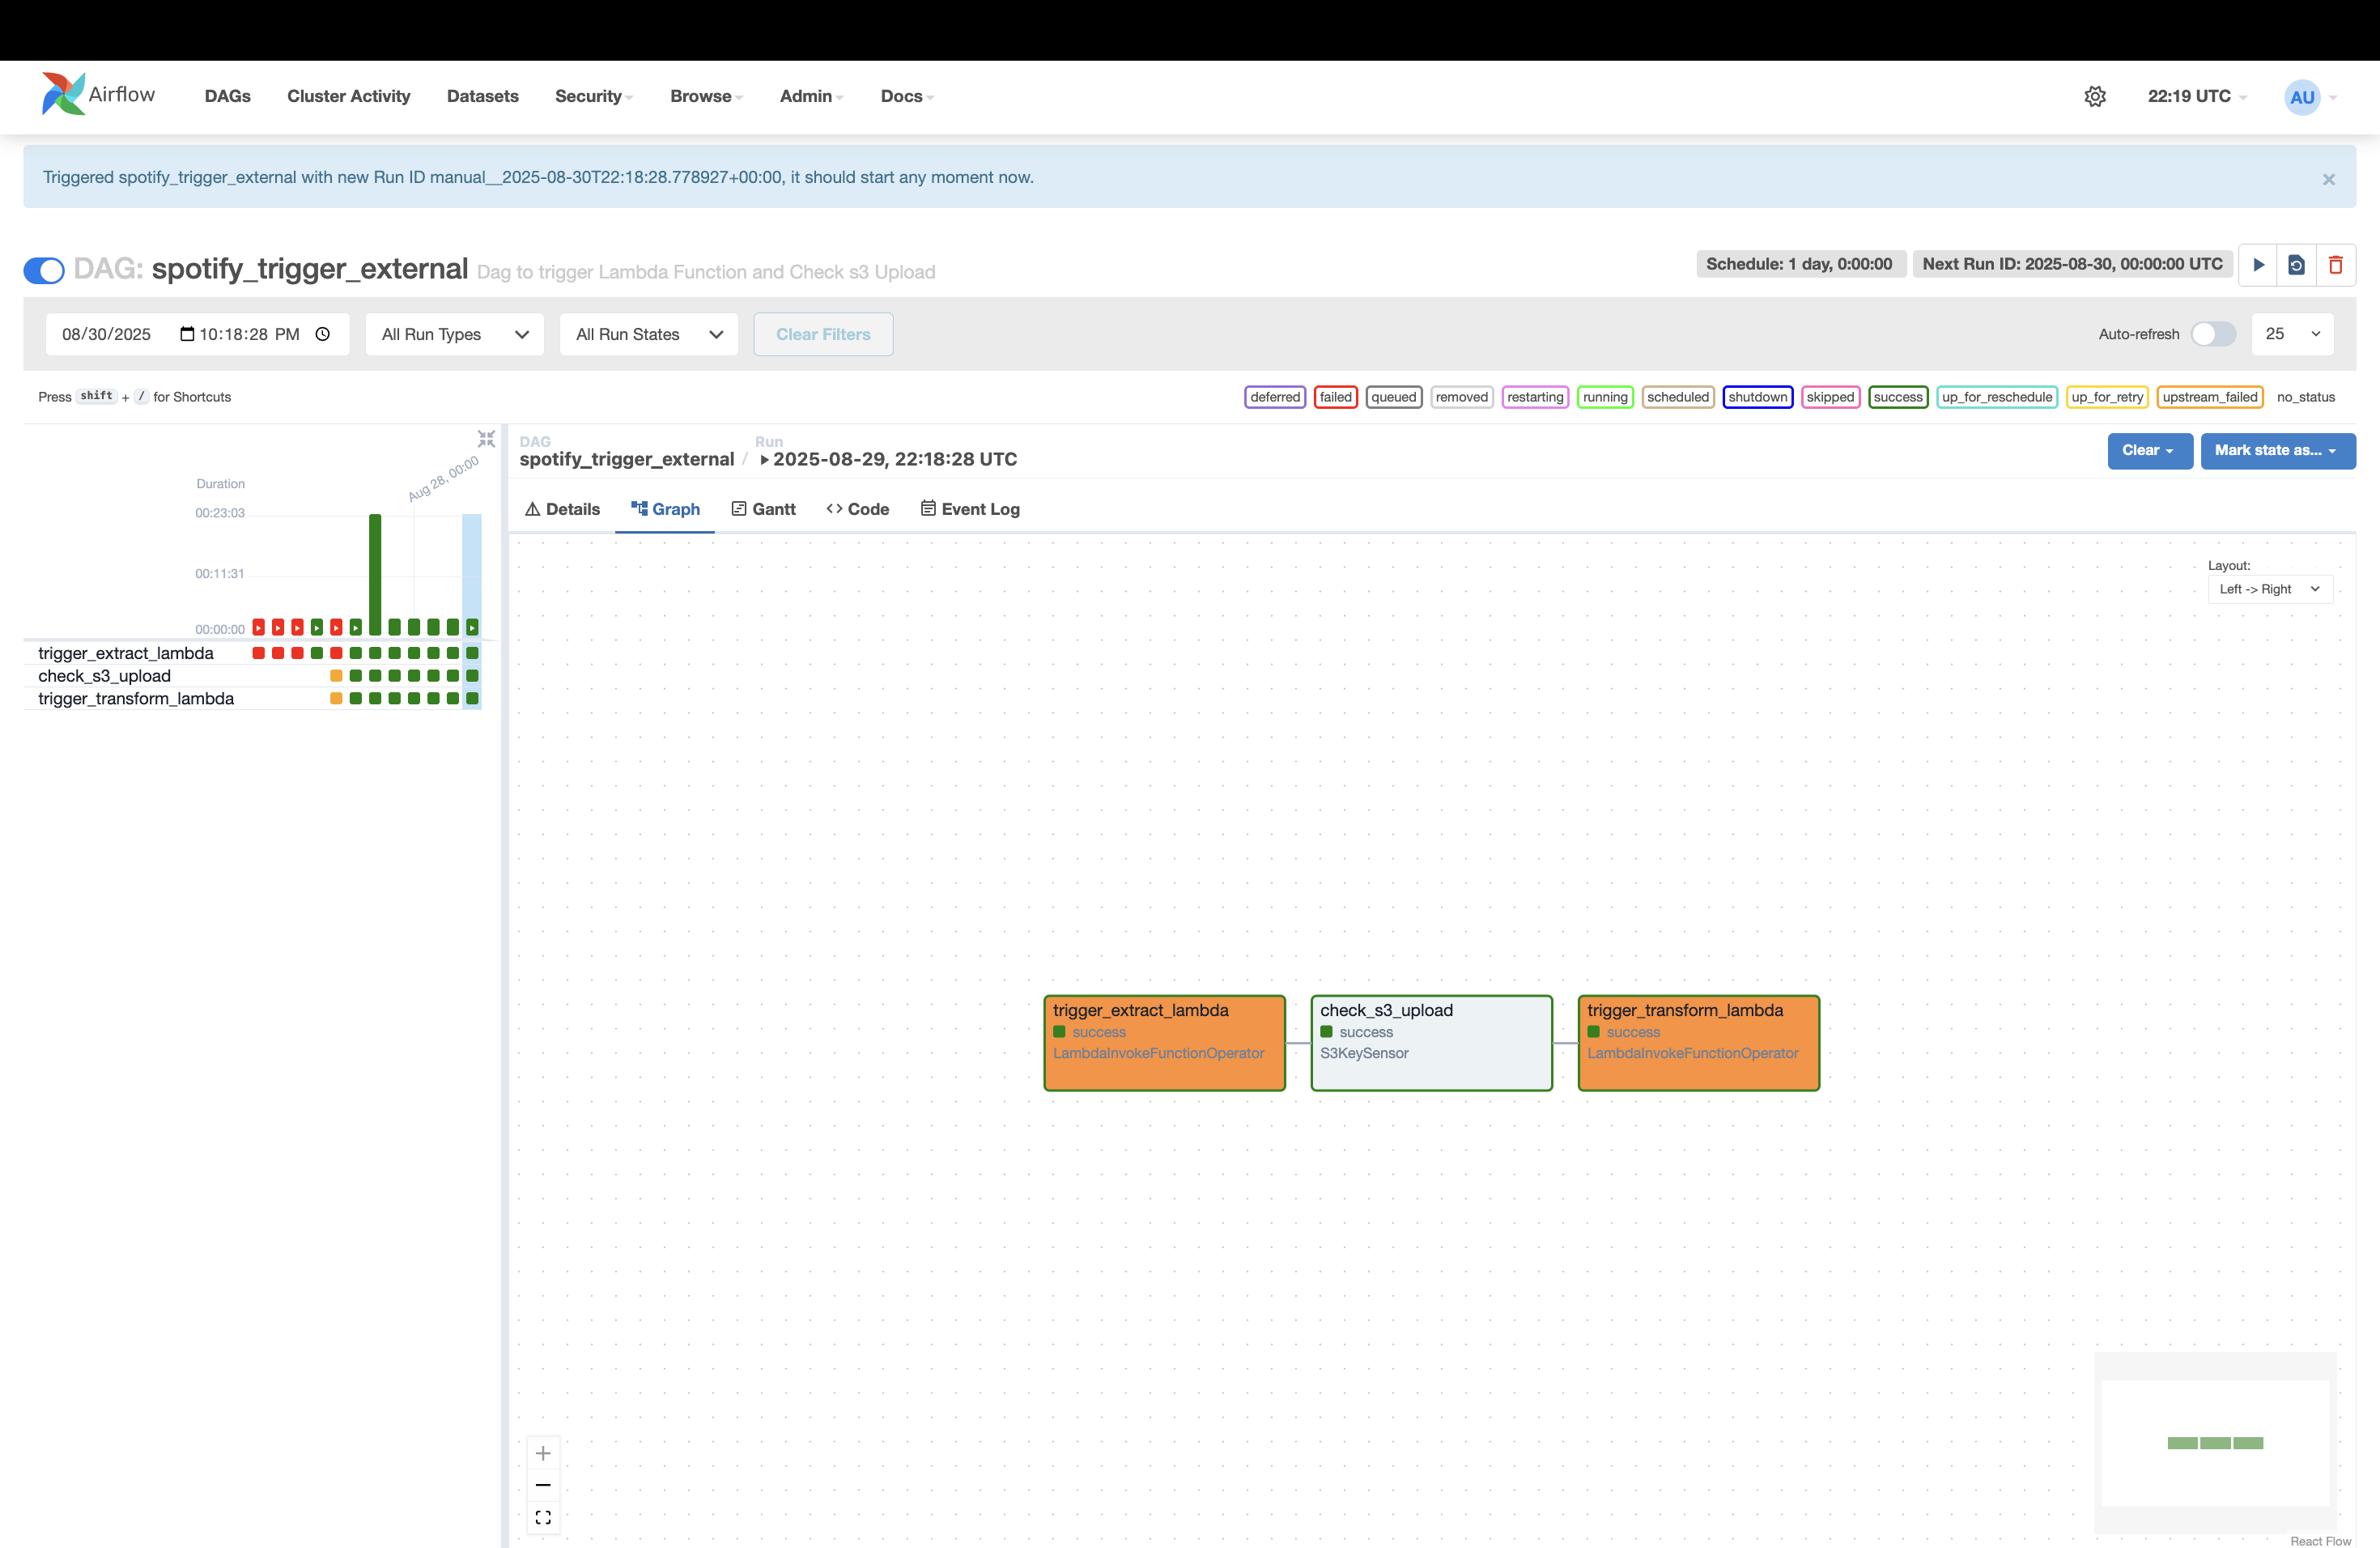 Airflow
DAGs Cluster Activity Datasets Security Browse Admin Docs 22:19 UTC AU
Triggered spotify_trigger_external with new Run ID manual__2025-08-30T22:18:28.778927+00:00, it should start any moment now. ×
DAG: spotify_trigger_external Dag to trigger Lambda Function and Check s3 Upload
Schedule: 1 day, 0:00:00 Next Run ID: 2025-08-30, 00:00:00 UTC
08/30/2025 10:18:28 PM All Run Types All Run States Clear Filters Auto-refresh 25
Press shift + / for Shortcuts
deferred failed queued removed restarting running scheduled shutdown skipped success up_for_reschedule up_for_retry upstream_failed no_status
Aug 28, 00:00
Duration
00:23:03
00:11:31
00:00:00
trigger_extract_lambda
check_s3_upload
trigger_transform_lambda
DAG
spotify_trigger_external /
Run
2025-08-29, 22:18:28 UTC
Clear Mark state as...
Details Graph Gantt Code Event Log
Layout:
Left -> Right
trigger_extract_lambda
success
LambdaInvokeFunctionOperator
check_s3_upload
success
S3KeySensor
trigger_transform_lambda
success
LambdaInvokeFunctionOperator
React Flow